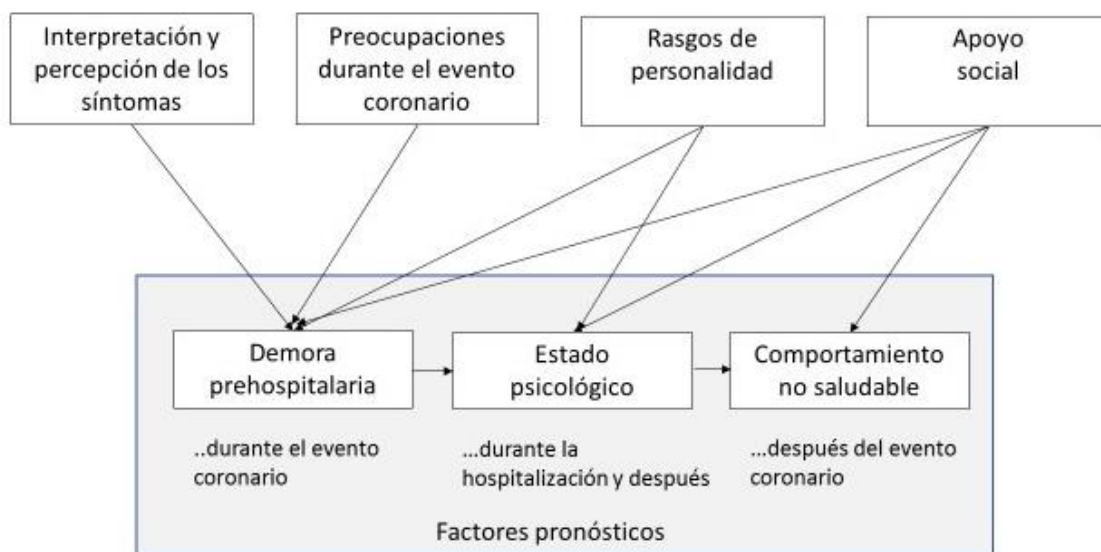 Interpretación y
percepción de los
síntomas
Preocupaciones
durante el evento
coronario
Rasgos de
personalidad
Apoyo
social
Demora
prehospitalaria
Estado
psicológico
Comportamiento
no saludable
..durante el evento
coronario
...durante la
hospitalización y después
...después del evento
coronario
Factores pronósticos